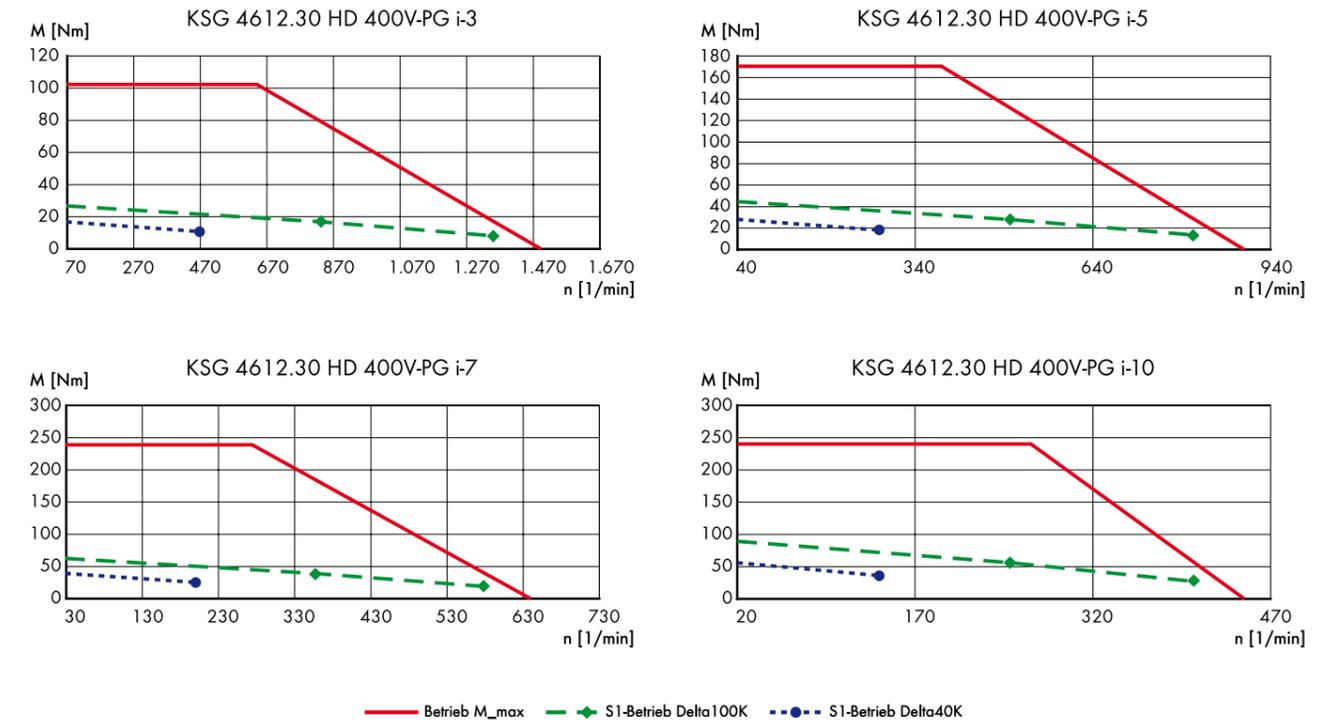 KSG 4612.30 HD 400V-PG i-3
M [Nm]
120
100
80
60
40
20
0
70 270 470 670 870 1.070 1.270 1.470 1.670
n [1/min]
KSG 4612.30 HD 400V-PG i-5
M [Nm]
180
160
140
120
100
80
60
40
20
0
40 340 640 940
n [1/min]
KSG 4612.30 HD 400V-PG i-7
M [Nm]
300
250
200
150
100
50
0
30 130 230 330 430 530 630 730
n [1/min]
KSG 4612.30 HD 400V-PG i-10
M [Nm]
300
250
200
150
100
50
0
20 170 320 470
n [1/min]
Betrieb M_max S1-Betrieb Delta100K S1-Betrieb Delta40K